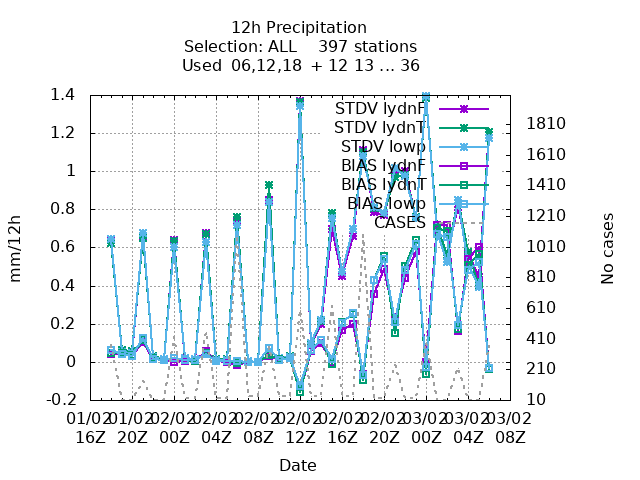 12h Precipitation
Selection: ALL    397 stations
Used  06,12,18  + 12 13 ... 36
STDV lydnF
STDV lydnT
STDV lowp
BIAS lydnF
BIAS lydnT
BIAS lowp
CASES
1.4
1.2
1
0.8
0.6
0.4
0.2
0
-0.2
mm/12h
1810
1610
1410
1210
1010
810
610
410
210
10
No cases
01/02 01/02 02/02 02/02 02/02 02/02 02/02 02/02 03/02 03/02 03/02
16Z 20Z 00Z 04Z 08Z 12Z 16Z 20Z 00Z 04Z 08Z
Date